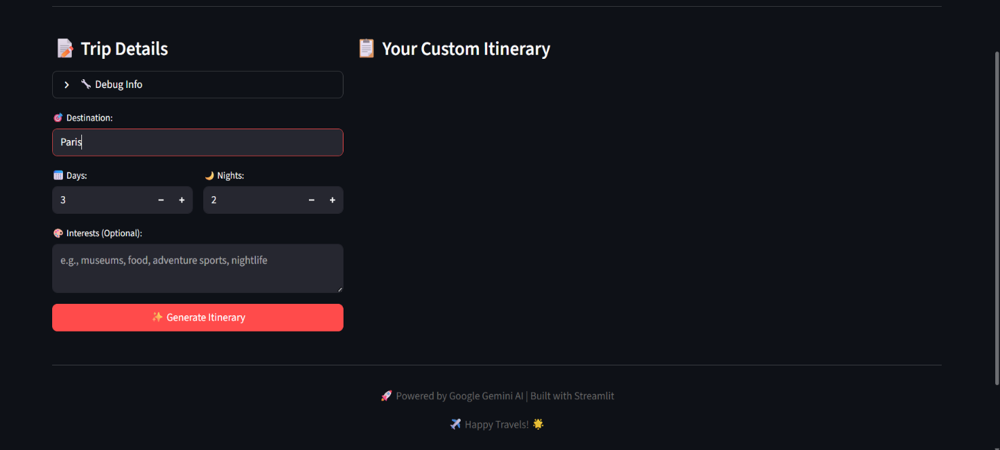 📝 Trip Details
🔧 Debug Info
🎯 Destination:
Paris
📅 Days:
🌙 Nights:
3
2
🎨 Interests (Optional):
e.g., museums, food, adventure sports, nightlife
✨ Generate Itinerary
📋 Your Custom Itinerary
🚀 Powered by Google Gemini AI | Built with Streamlit
✈️ Happy Travels! 🌟